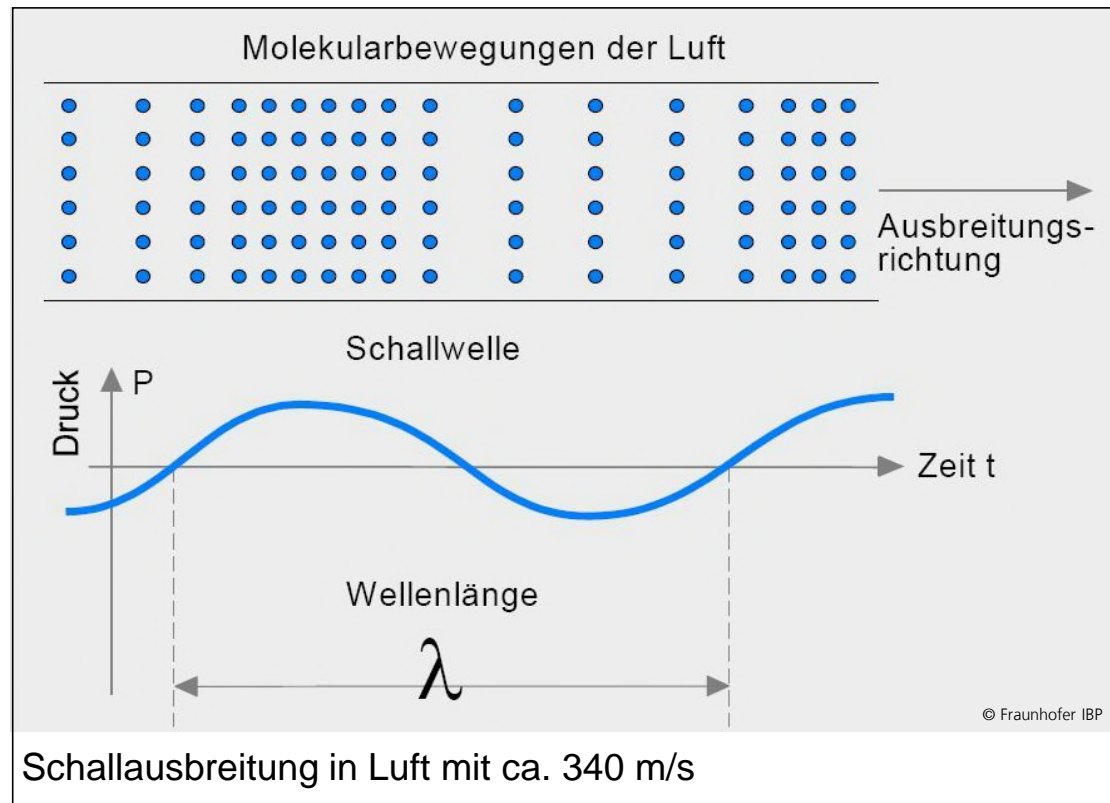 Molekularbewegungen der Luft
Ausbreitungs-
richtung
Schallwelle
Druck
P
Zeit t
Wellenlänge
λ
© Fraunhofer IBP
Schallausbreitung in Luft mit ca. 340 m/s